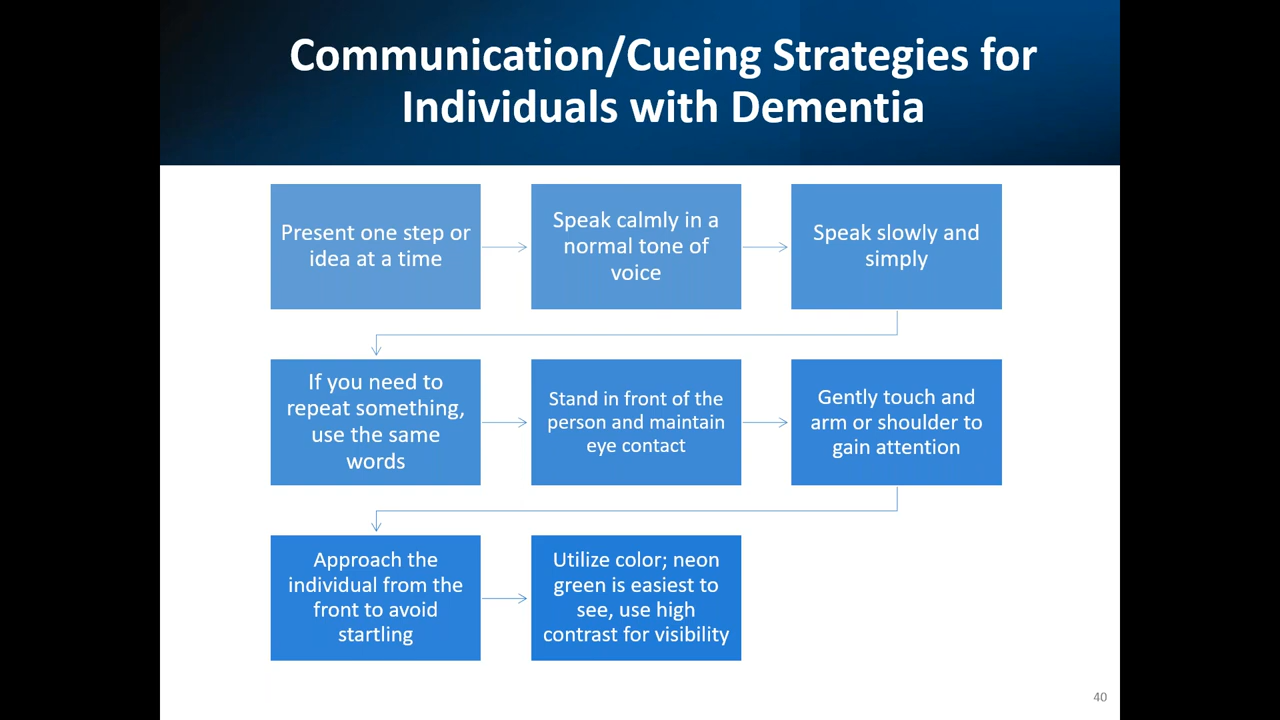 Communication/Cueing Strategies for
Individuals with Dementia
Present one step or
idea at a time
Speak calmly in a
normal tone of
voice
Speak slowly and
simply
If you need to
repeat something,
use the same
words
Stand in front of the
person and maintain
eye contact
Gently touch and
arm or shoulder to
gain attention
Approach the
individual from the
front to avoid
startling
Utilize color; neon
green is easiest to
see, use high
contrast for visibility
40